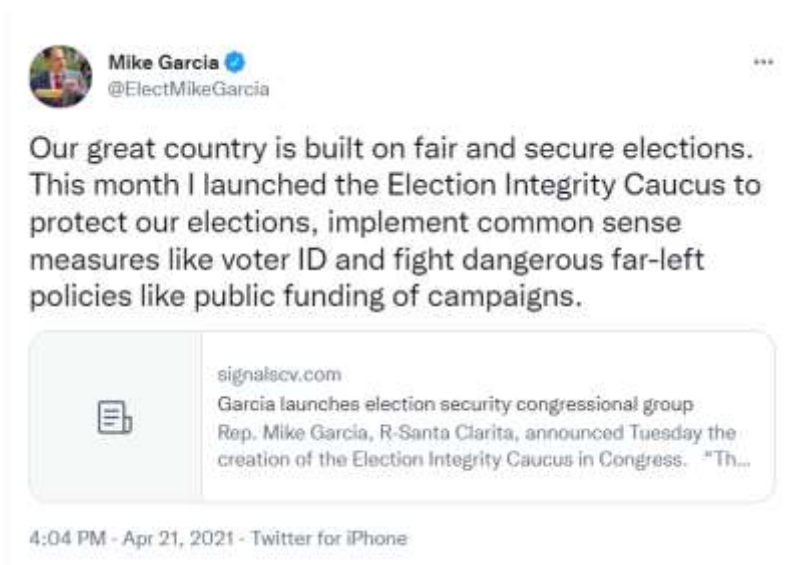 Mike Garcia
@ElectMikeGarcia
Our great country is built on fair and secure elections.
This month I launched the Election Integrity Caucus to
protect our elections, implement common sense
measures like voter ID and fight dangerous far-left
policies like public funding of campaigns.
signalscv.com
Garcia launches election security congressional group
Rep. Mike Garcia, R-Santa Clarita, announced Tuesday the
creation of the Election Integrity Caucus in Congress. "Th...
4:04 PM - Apr 21, 2021 - Twitter for iPhone